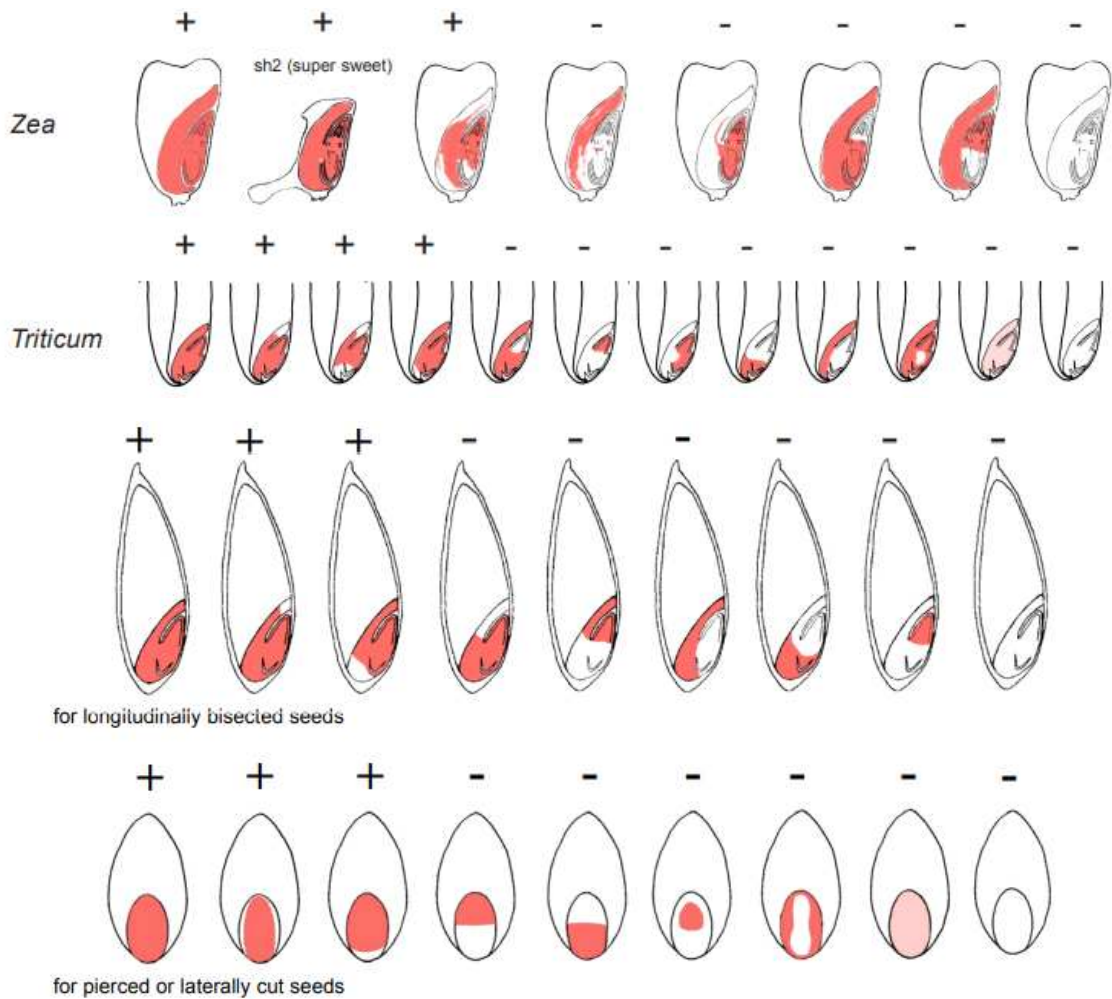 + + + - - - - -
sh2 (super sweet)
Zea
+ + + + - - - - - - - -
Triticum
+ + + - - - - - -
for longitudinally bisected seeds
+ + + - - - - - -
for pierced or laterally cut seeds